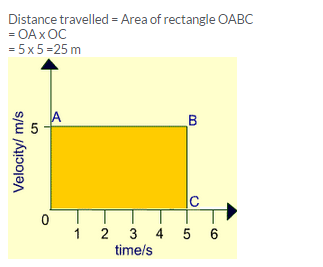 Distance travelled = Area of rectangle OABC
= OA x OC
= 5 x 5 =25 m
Velocity/ m/s
A
B
5
C
0
1 2 3 4 5 6
time/s